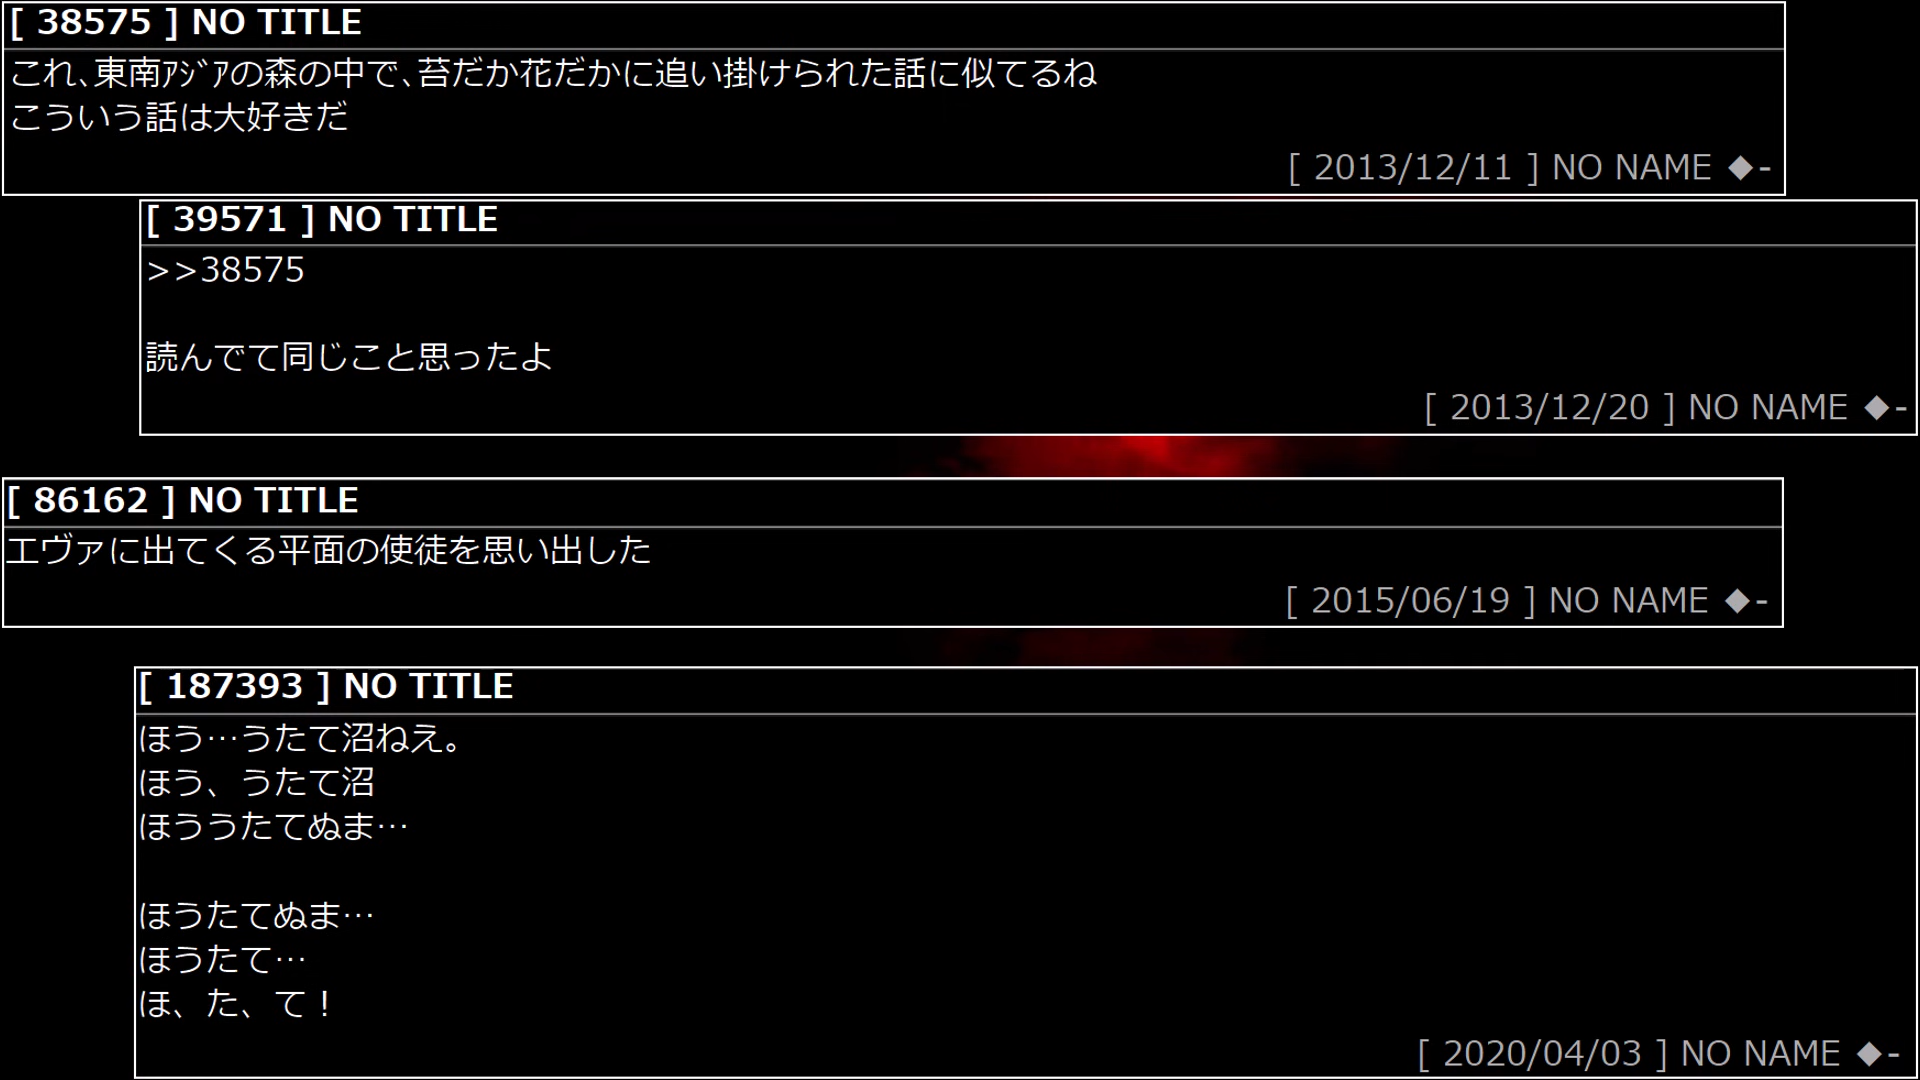 [ 38575 ] NO TITLE
これ､東南ｱｼﾞｱの森の中で､苔だか花だかに追い掛けられた話に似てるね
こういう話は大好きだ
[ 2013/12/11 ] NO NAME ◆-
[ 39571 ] NO TITLE
>>38575
読んでて同じこと思ったよ
[ 2013/12/20 ] NO NAME ◆-
[ 86162 ] NO TITLE
エヴァに出てくる平面の使徒を思い出した
[ 2015/06/19 ] NO NAME ◆-
[ 187393 ] NO TITLE
ほう…うたて沼ねえ。
ほう、うたて沼
ほううたてぬま…
ほうたてぬま…
ほうたて…
ほ、た、て！
[ 2020/04/03 ] NO NAME ◆-